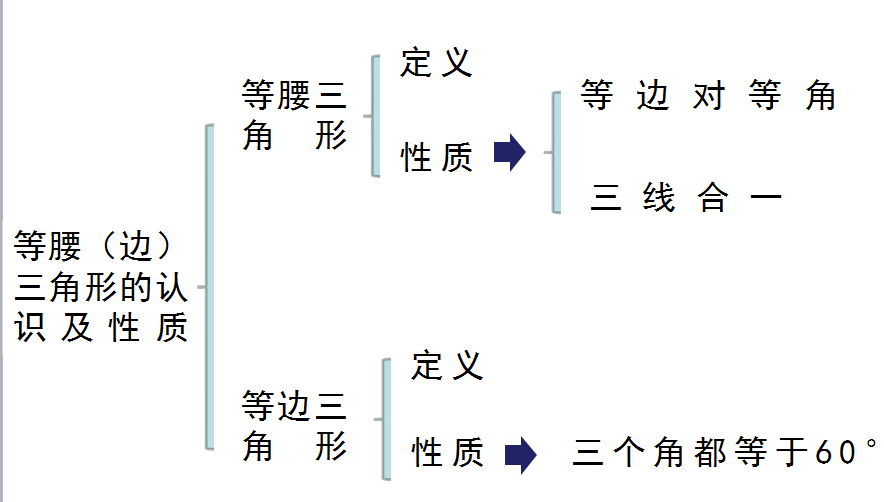 等腰（边）
三角形的认
识及性质
等腰三
角形
定义
性质
等边对等角
三线合一
等边三
角形
定义
性质
三个角都等于60°